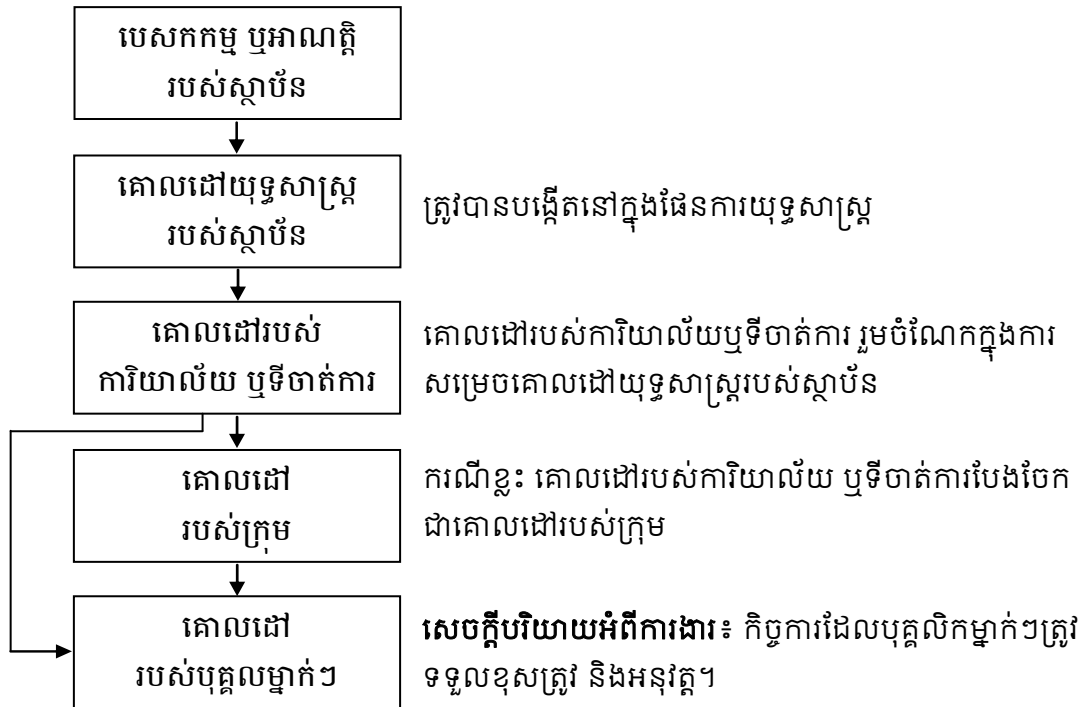 បេសកកម្ម ឬអាណត្តិ
របស់ស្ថាប័ន
គោលដៅយុទ្ធសាស្ត្រ
របស់ស្ថាប័ន
ត្រូវបានបង្កើតនៅក្នុងផែនការយុទ្ធសាស្ត្រ
គោលដៅរបស់
ការិយាល័យ ឬទីចាត់ការ
គោលដៅរបស់ការិយាល័យឬទីចាត់ការ រួមចំណែកក្នុងការ
សម្រេចគោលដៅយុទ្ធសាស្ត្ររបស់ស្ថាប័ន
គោលដៅ
របស់ក្រុម
ករណីខ្លះ គោលដៅរបស់ការិយាល័យ ឬទីចាត់ការបែងចែក
ជាគោលដៅរបស់ក្រុម
គោលដៅ
របស់បុគ្គលម្នាក់ៗ
សេចក្តីបរិយាយអំពីការងារ៖ កិច្ចការដែលបុគ្គលិកម្នាក់ៗត្រូវ
ទទួលខុសត្រូវ និងអនុវត្ត។